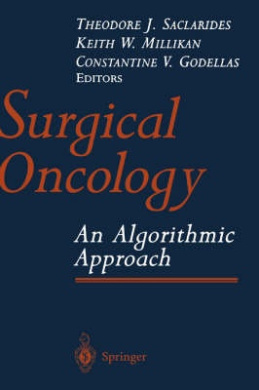 THEODORE J. SACLARIDES
KEITH W. MILLIKAN
CONSTANTINE V. GODELLAS
EDITORS
Surgical
Oncology
An Algorithmic
Approach
Springer